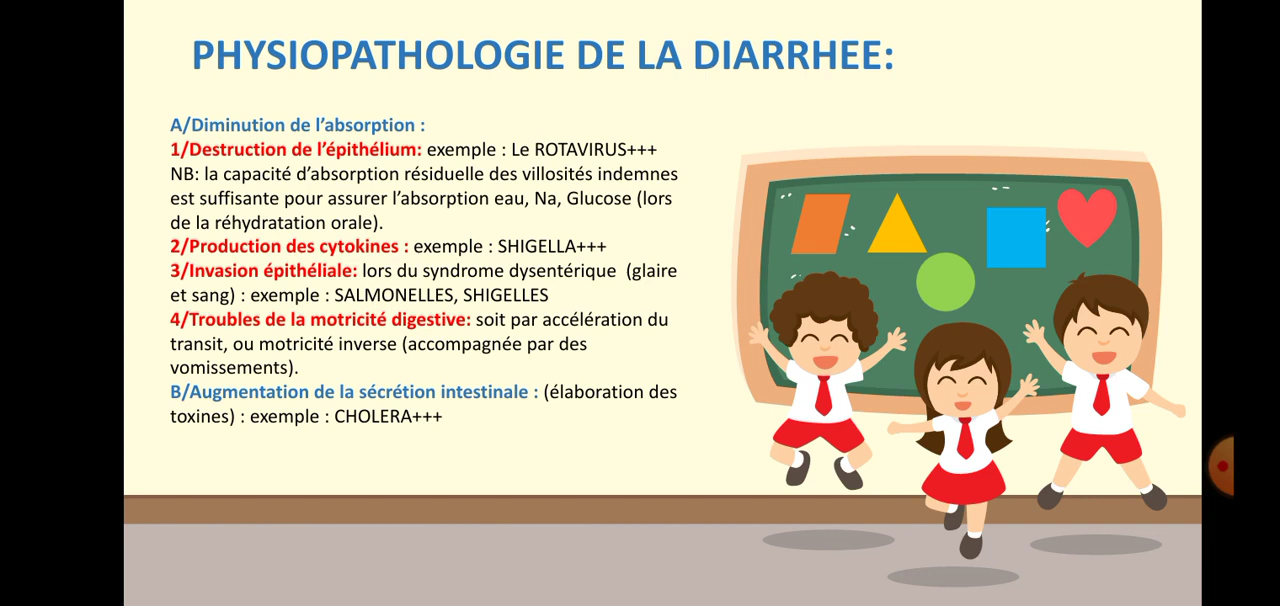 PHYSIOPATHOLOGIE DE LA DIARRHEE:
A/Diminution de l’absorption :
1/Destruction de l’épithélium: exemple : Le ROTAVIRUS+++
NB: la capacité d’absorption résiduelle des villosités indemnes
est suffisante pour assurer l’absorption eau, Na, Glucose (lors
de la réhydratation orale).
2/Production des cytokines : exemple : SHIGELLA+++
3/Invasion épithéliale: lors du syndrome dysentérique (glaire
et sang) : exemple : SALMONELLES, SHIGELLES
4/Troubles de la motricité digestive: soit par accélération du
transit, ou motricité inverse (accompagnée par des
vomissements).
B/Augmentation de la sécrétion intestinale : (élaboration des
toxines) : exemple : CHOLERA+++